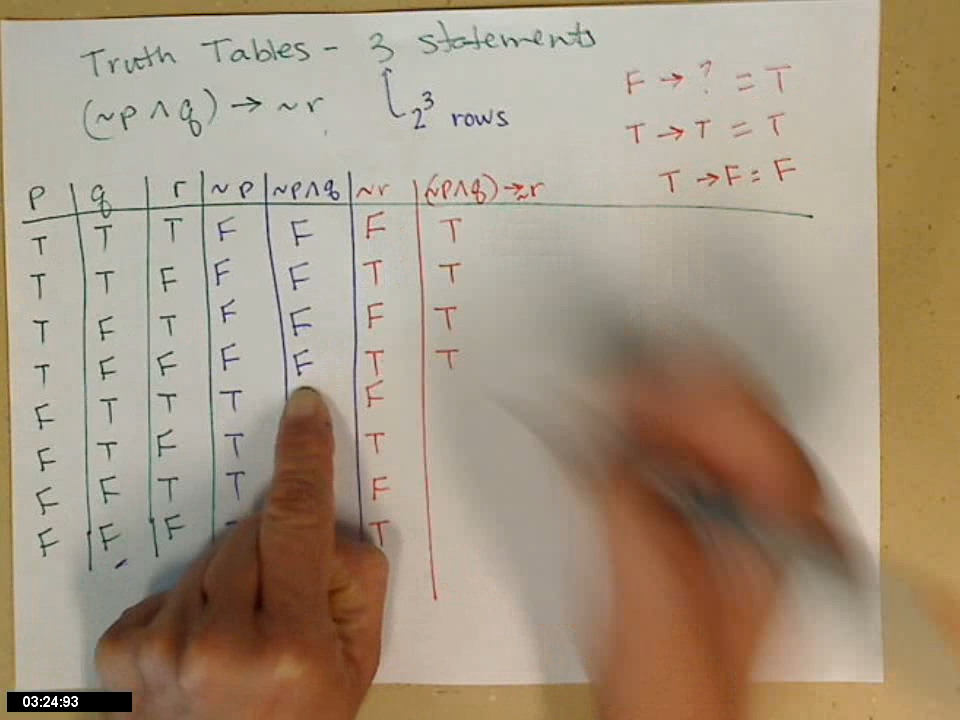 Truth Tables - 3 statements
(~p ∧ q) → ~r
2³ rows
F → ? = T
T → T = T
T → F = F
p q r ~p ~p∧q ~r (~p∧q) → ~r
T T T F F F T
T T F F F T T
T F T F F F T
T F F F F T T
F T T T F
F T F T T
F F T T F
F F F T
03:24:93